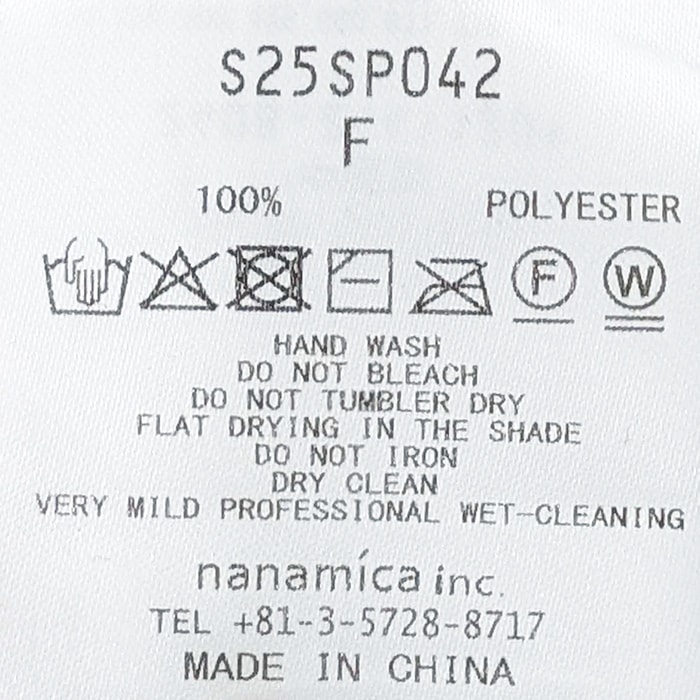 S25SP042
F
100% POLYESTER
F W
HAND WASH
DO NOT BLEACH
DO NOT TUMBLER DRY
FLAT DRYING IN THE SHADE
DO NOT IRON
DRY CLEAN
VERY MILD PROFESSIONAL WET-CLEANING
nanamíca inc.
TEL +81-3-5728-8717
MADE IN CHINA